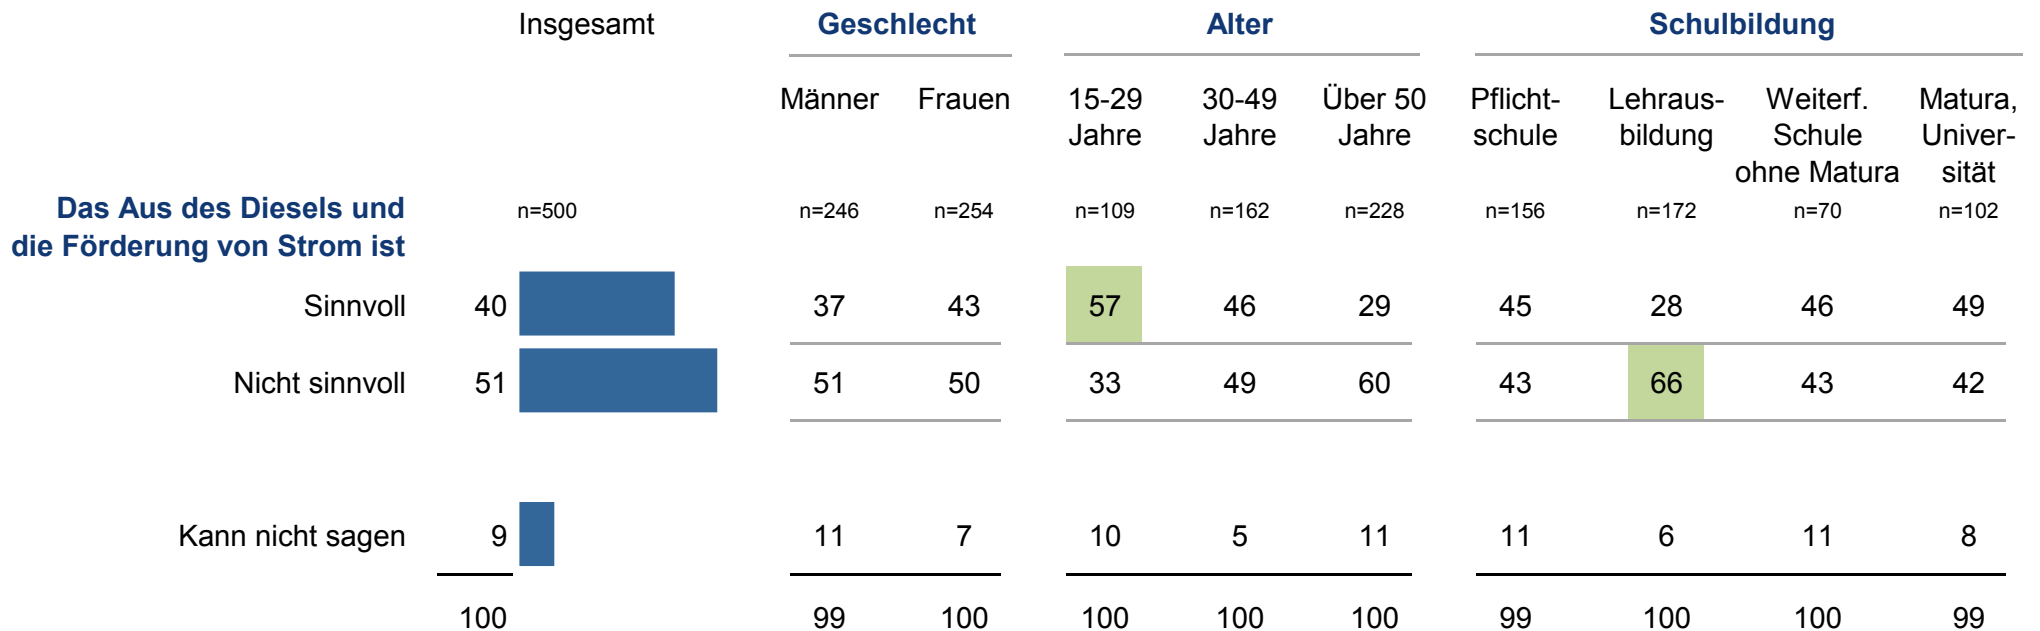 Insgesamt Geschlecht Alter Schulbildung
Männer Frauen 15-29 30-49 Über 50 Pflicht- Lehraus- Weiterf. Matura,
Jahre Jahre Jahre schule bildung Schule Univer-
ohne Matura sität
Das Aus des Diesels und n=500 n=246 n=254 n=109 n=162 n=228 n=156 n=172 n=70 n=102
die Förderung von Strom ist
Sinnvoll 40 37 43 57 46 29 45 28 46 49
Nicht sinnvoll 51 51 50 33 49 60 43 66 43 42
Kann nicht sagen 9 11 7 10 5 11 11 6 11 8
100 99 100 100 100 100 99 100 100 99